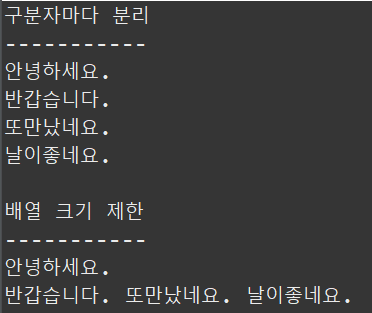 구분자마다 분리
-----------
안녕하세요.
반갑습니다.
또만났네요.
날이좋네요.

배열 크기 제한
-----------
안녕하세요.
반갑습니다. 또만났네요. 날이좋네요.